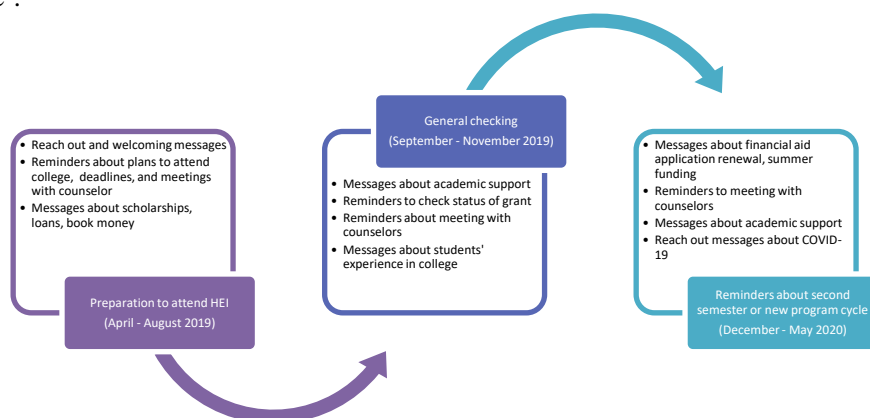 • Reach out and welcoming messages
• Reminders about plans to attend
college, deadlines, and meetings
with counselor
• Messages about scholarships,
loans, book money
Preparation to attend HEI
(April - August 2019)
General checking
(September - November 2019)
• Messages about academic support
• Reminders to check status of grant
• Reminders about meeting with
counselors
• Messages about students'
experience in college
• Messages about financial aid
application renewal, summer
funding
• Reminders to meeting with
counselors
• Messages about academic support
• Reach out messages about COVID-
19
Reminders about second
semester or new program cycle
(December - May 2020)